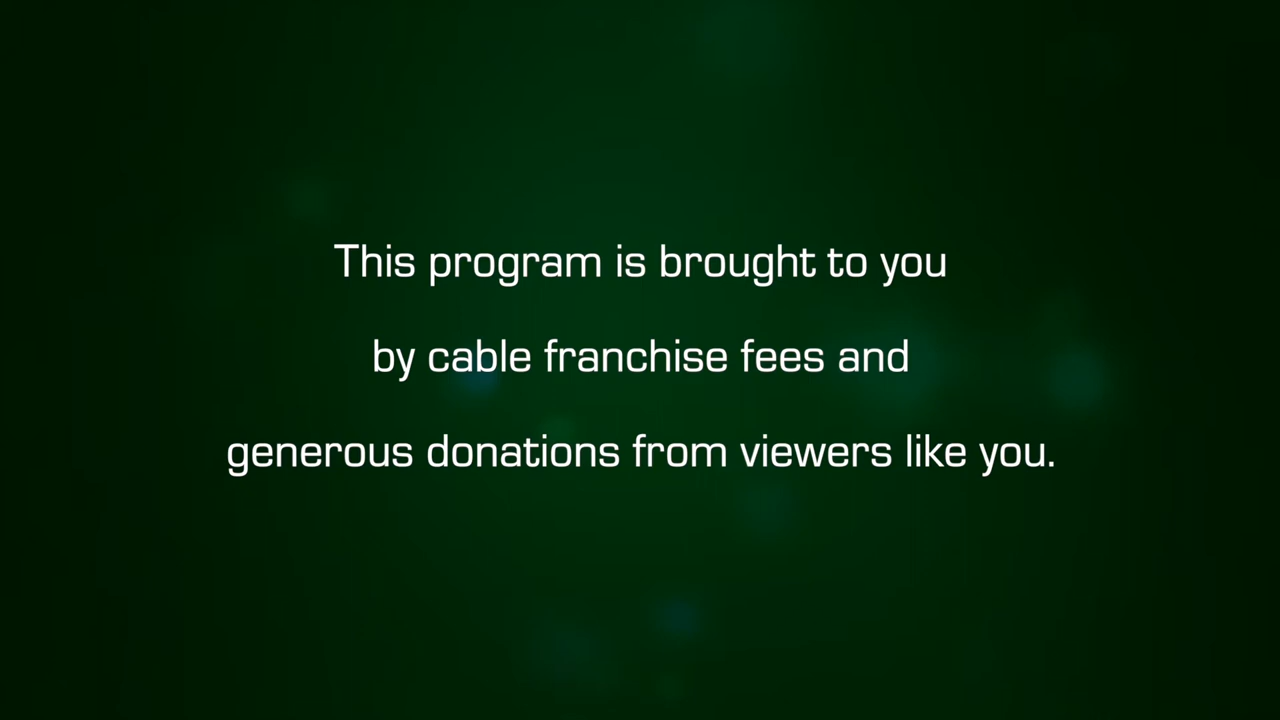 This program is brought to you
by cable franchise fees and
generous donations from viewers like you.